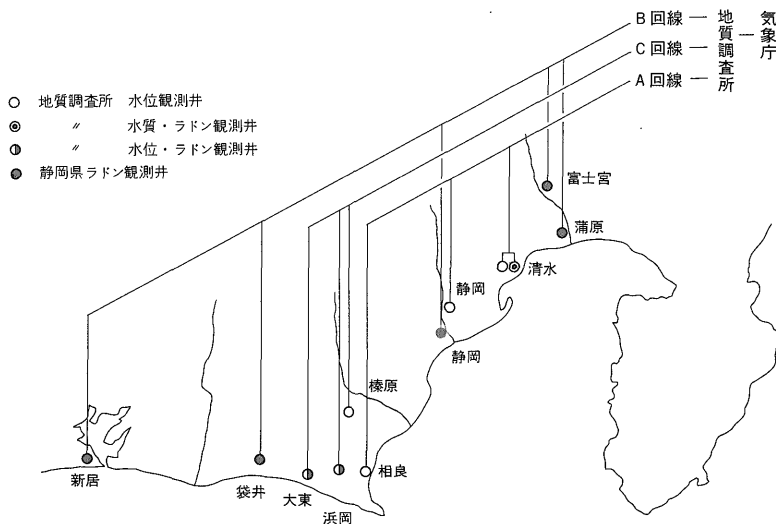 B回線 ― 地質調査所 ― 気象庁
C回線
A回線
○ 地質調査所 水位観測井
◎ 〃 水質・ラドン観測井
◐ 〃 水位・ラドン観測井
● 静岡県ラドン観測井
富士宮
蒲原
清水
静岡
静岡
榛原
相良
新居
袋井
大東
浜岡